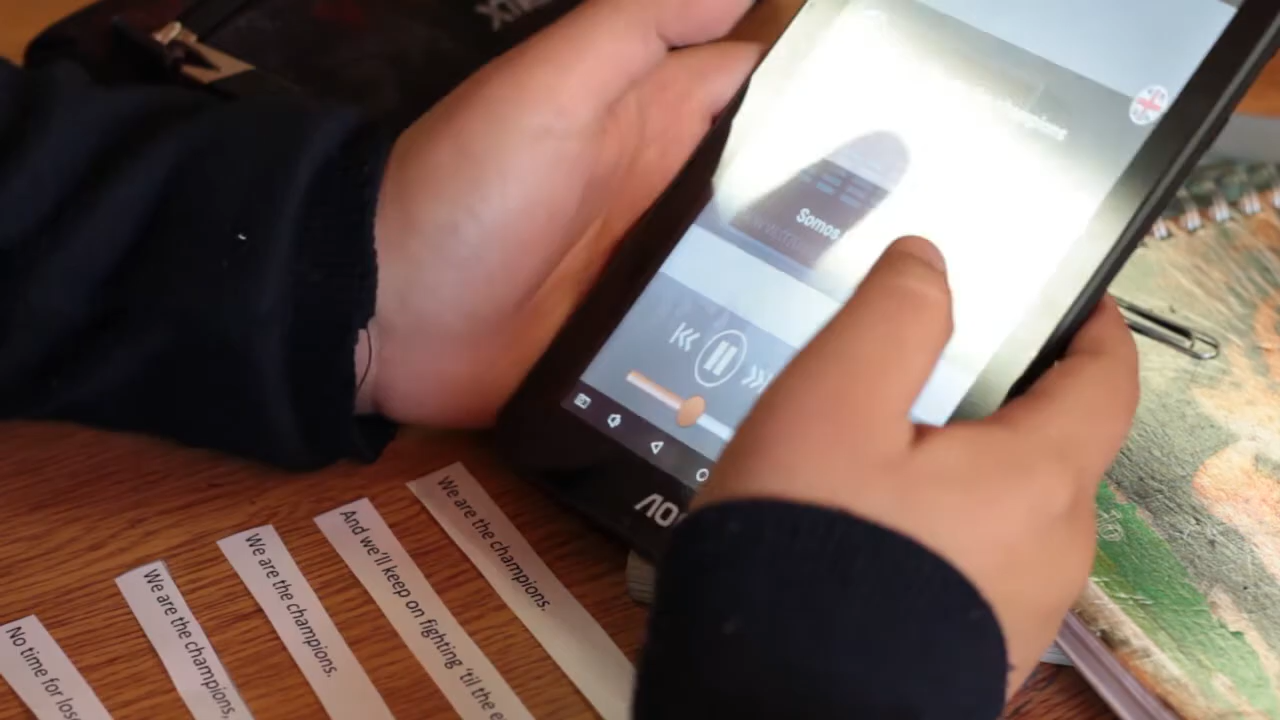 Somos
AOC
We are the champions.
And we'll keep on fighting 'til the
We are the champions.
We are the champions,
No time for